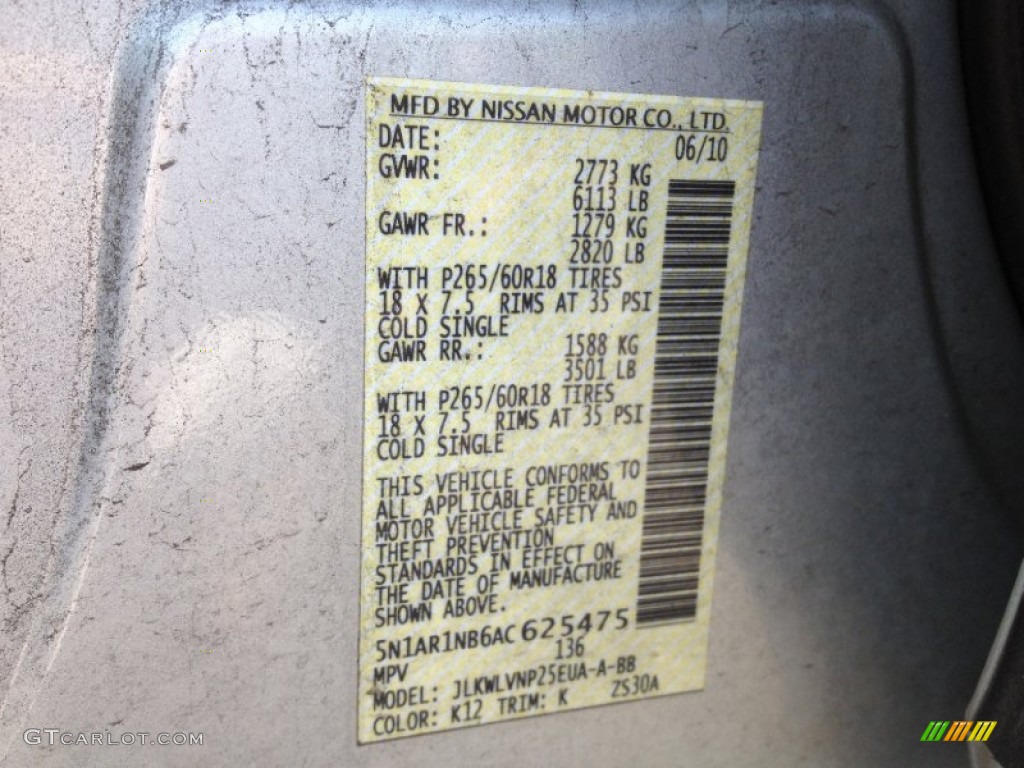 MFD BY NISSAN MOTOR CO., LTD.
DATE: 06/10
GVWR: 2773 KG
6113 LB
GAWR FR.: 1279 KG
2820 LB
WITH P265/60R18 TIRES
18 X 7.5 RIMS AT 35 PSI
COLD SINGLE
GAWR RR.: 1588 KG
3501 LB
WITH P265/60R18 TIRES
18 X 7.5 RIMS AT 35 PSI
COLD SINGLE
THIS VEHICLE CONFORMS TO
ALL APPLICABLE FEDERAL
MOTOR VEHICLE SAFETY AND
THEFT PREVENTION
STANDARDS IN EFFECT ON
THE DATE OF MANUFACTURE
SHOWN ABOVE.
5N1AR1NB6AC625475
MPV 136
MODEL: JLKWLVNP25EUA-A-BB
COLOR: K12 TRIM: K ZS30A
GTCARLOT.COM